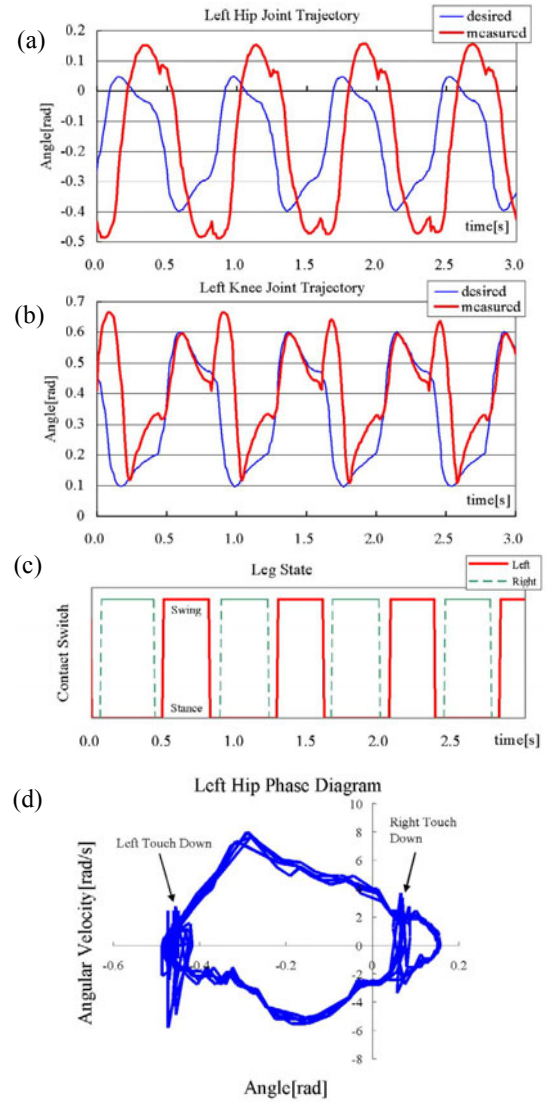 (a)
Left Hip Joint Trajectory
desired
measured
0.2
0.1
0
-0.1
-0.2
-0.3
-0.4
-0.5
Angle[rad]
time[s]
0.0 0.5 1.0 1.5 2.0 2.5 3.0
(b)
Left Knee Joint Trajectory
desired
measured
0.7
0.6
0.5
0.4
0.3
0.2
0.1
0
Angle[rad]
time[s]
0.0 0.5 1.0 1.5 2.0 2.5 3.0
(c)
Leg State
Left
Right
Contact Switch
Swing
Stance
0.0 0.5 1.0 1.5 2.0 2.5 time[s]
(d)
Left Hip Phase Diagram
Left Touch Down
Right Touch
Down
Angular Velocity[rad/s]
10
8
2
0
-2
-4
-6
-8
-0.6 -0.2 0 0.2
Angle[rad]